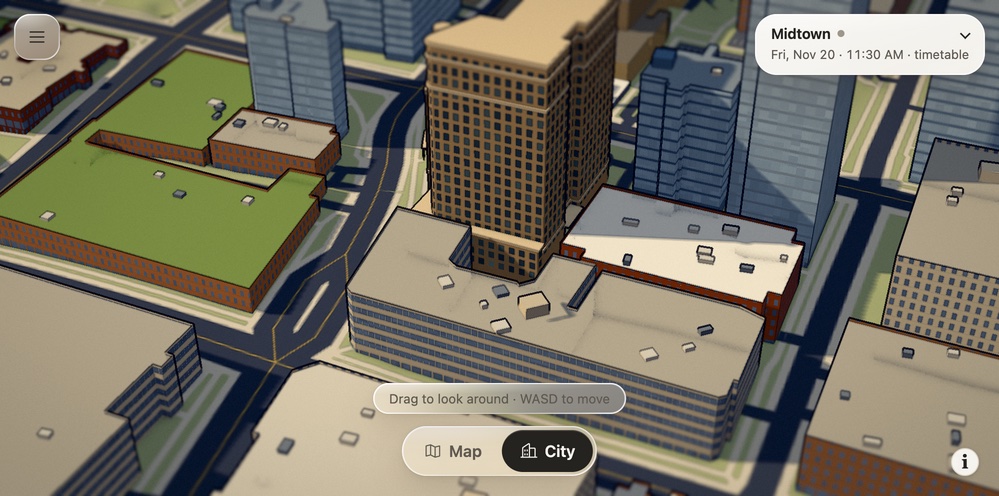 Midtown
Fri, Nov 20 · 11:30 AM · timetable
Drag to look around · WASD to move
Map
City
i